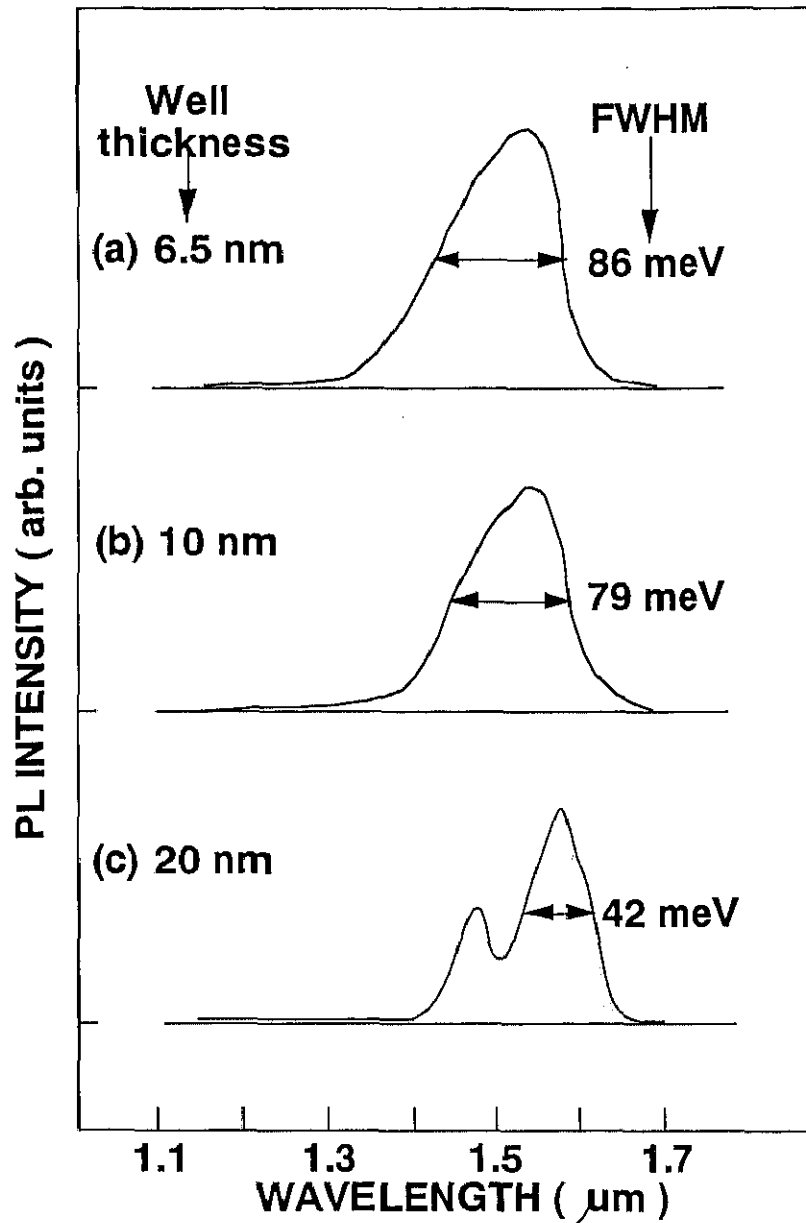 Well
thickness
FWHM
(a) 6.5 nm
86 meV
(b) 10 nm
79 meV
(c) 20 nm
42 meV
PL INTENSITY ( arb. units )
1.1 1.3 1.5 1.7
WAVELENGTH ( μm )